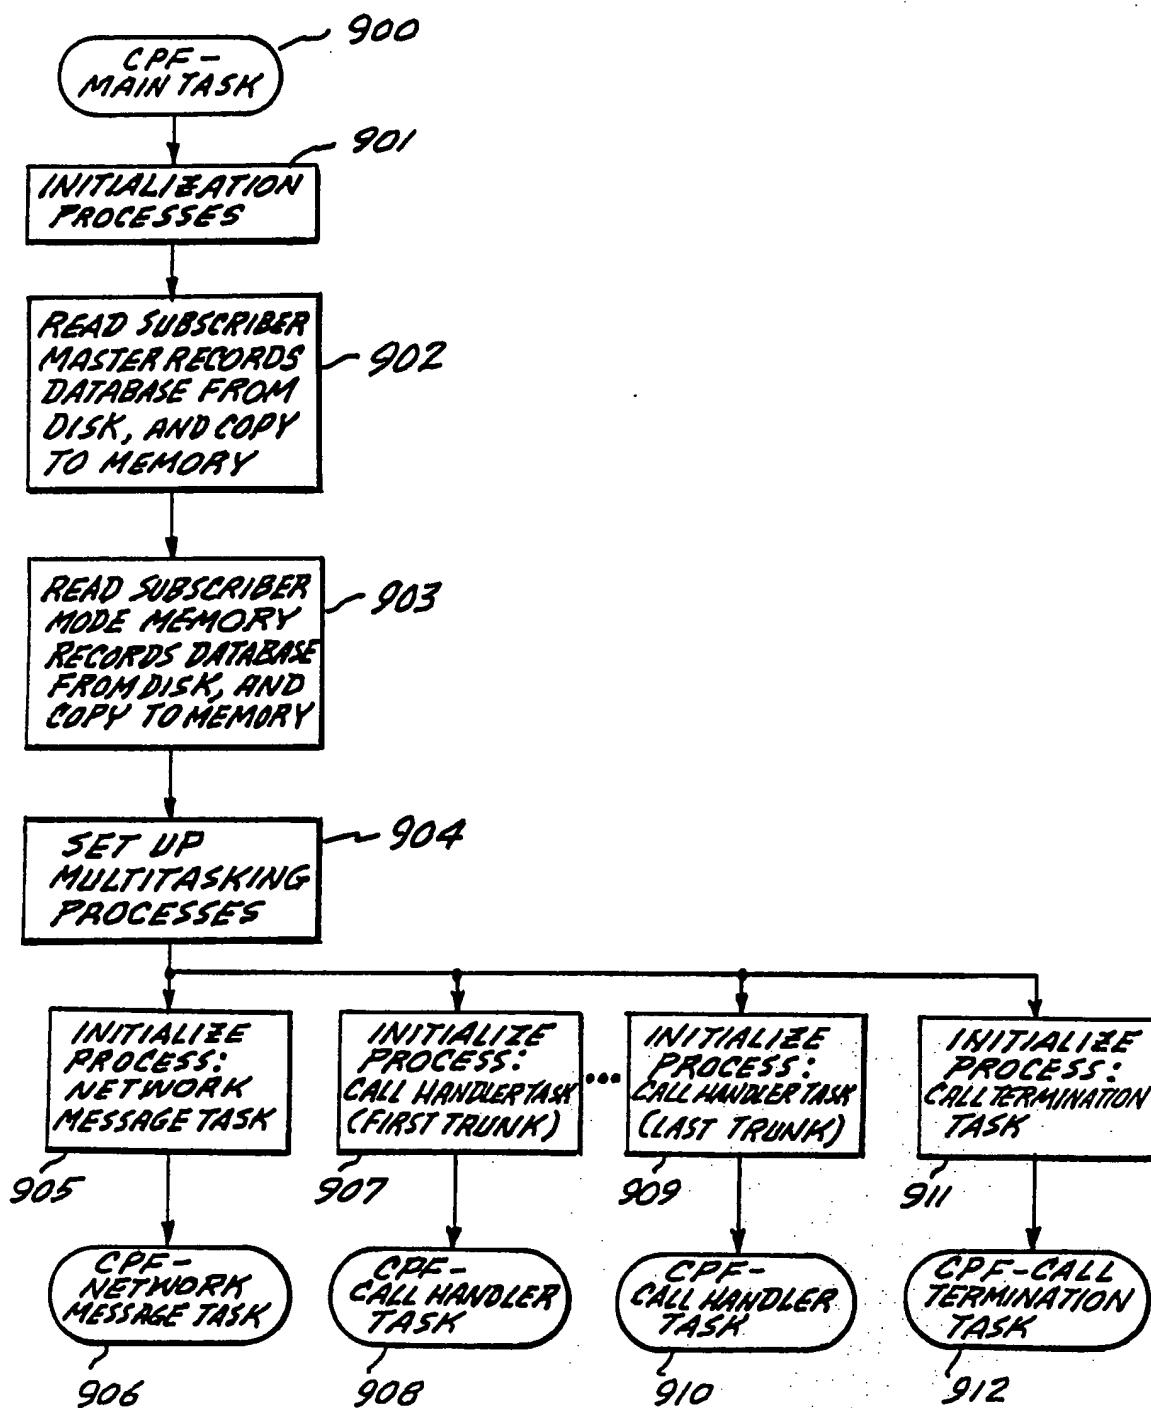 900
CPF-
MAIN TASK
901
INITIALIZATION
PROCESSES
READ SUBSCRIBER
MASTER RECORDS
DATABASE FROM
DISK, AND COPY
TO MEMORY
902
READ SUBSCRIBER
MODE MEMORY
RECORDS DATABASE
FROM DISK, AND
COPY TO MEMORY
903
SET UP
MULTITASKING
PROCESSES
904
INITIALIZE
PROCESS:
NETWORK
MESSAGE TASK
905
INITIALIZE
PROCESS:
CALL HANDLER TASK
(FIRST TRUNK)
907
•••
INITIALIZE
PROCESS:
CALL HANDLER TASK
(LAST TRUNK)
909
INITIALIZE
PROCESS:
CALL TERMINATION
TASK
911
CPF-
NETWORK
MESSAGE TASK
906
CPF-
CALL HANDLER
TASK
908
CPF-
CALL HANDLER
TASK
910
CPF-CALL
TERMINATION
TASK
912